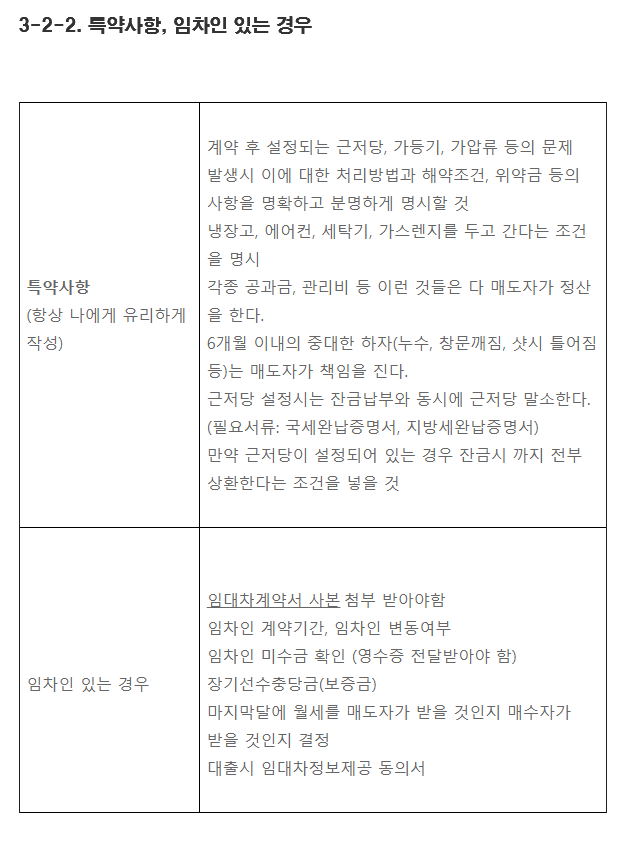 3-2-2. 특약사항, 임차인 있는 경우
특약사항
(항상 나에게 유리하게
작성)
계약 후 설정되는 근저당, 가등기, 가압류 등의 문제
발생시 이에 대한 처리방법과 해약조건, 위약금 등의
사항을 명확하고 분명하게 명시할 것
냉장고, 에어컨, 세탁기, 가스렌지를 두고 간다는 조건
을 명시
각종 공과금, 관리비 등 이런 것들은 다 매도자가 정산
을 한다.
6개월 이내의 중대한 하자(누수, 창문깨짐, 샷시 틀어짐
등)는 매도자가 책임을 진다.
근저당 설정시는 잔금납부와 동시에 근저당 말소한다.
(필요서류: 국세완납증명서, 지방세완납증명서)
만약 근저당이 설정되어 있는 경우 잔금시 까지 전부
상환한다는 조건을 넣을 것
임차인 있는 경우
임대차계약서 사본 첨부 받아야함
임차인 계약기간, 임차인 변동여부
임차인 미수금 확인 (영수증 전달받아야 함)
장기선수충당금(보증금)
마지막달에 월세를 매도자가 받을 것인지 매수자가
받을 것인지 결정
대출시 임대차정보제공 동의서